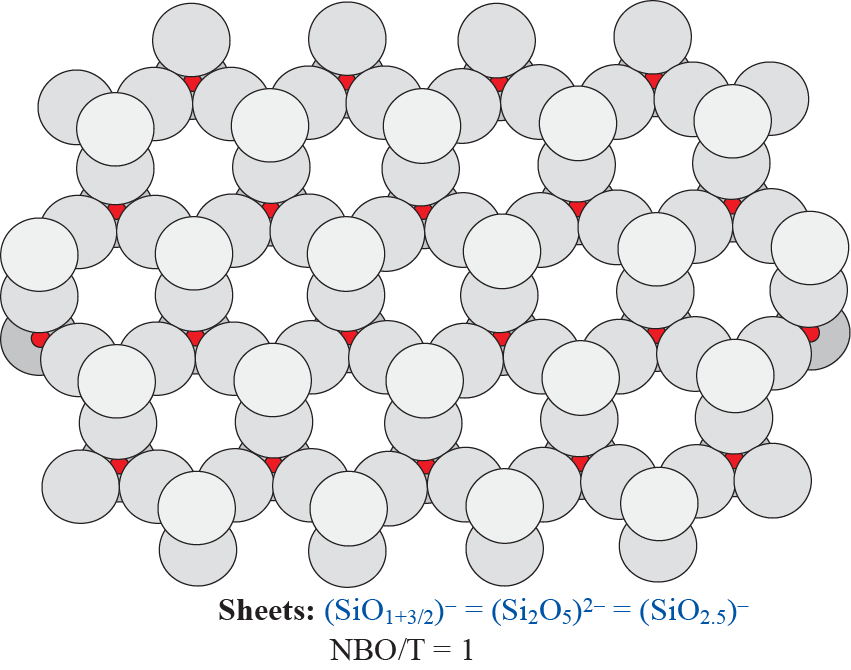 Sheets: (SiO₁₊₃/₂)⁻ = (Si₂O₅)²⁻ = (SiO₂.₅)⁻
NBO/T = 1